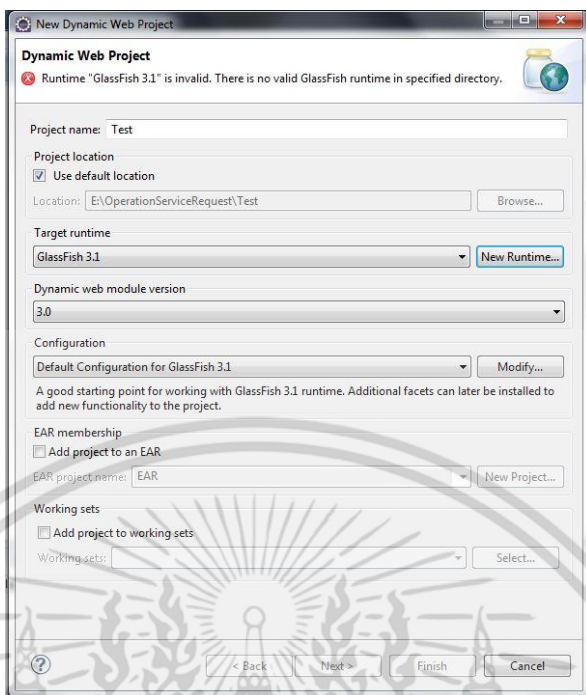 New Dynamic Web Project
Dynamic Web Project
Runtime "GlassFish 3.1" is invalid. There is no valid GlassFish runtime in specified directory.
Project name: Test
Project location
Use default location
Location: E:\OperationServiceRequest\Test Browse...
Target runtime
GlassFish 3.1 New Runtime...
Dynamic web module version
3.0
Configuration
Default Configuration for GlassFish 3.1 Modify...
A good starting point for working with GlassFish 3.1 runtime. Additional facets can later be installed to
add new functionality to the project.
EAR membership
Add project to an EAR
EAR project name: EAR New Project...
Working sets
Add project to working sets
Working sets: Select...
? < Back Next > Finish Cancel